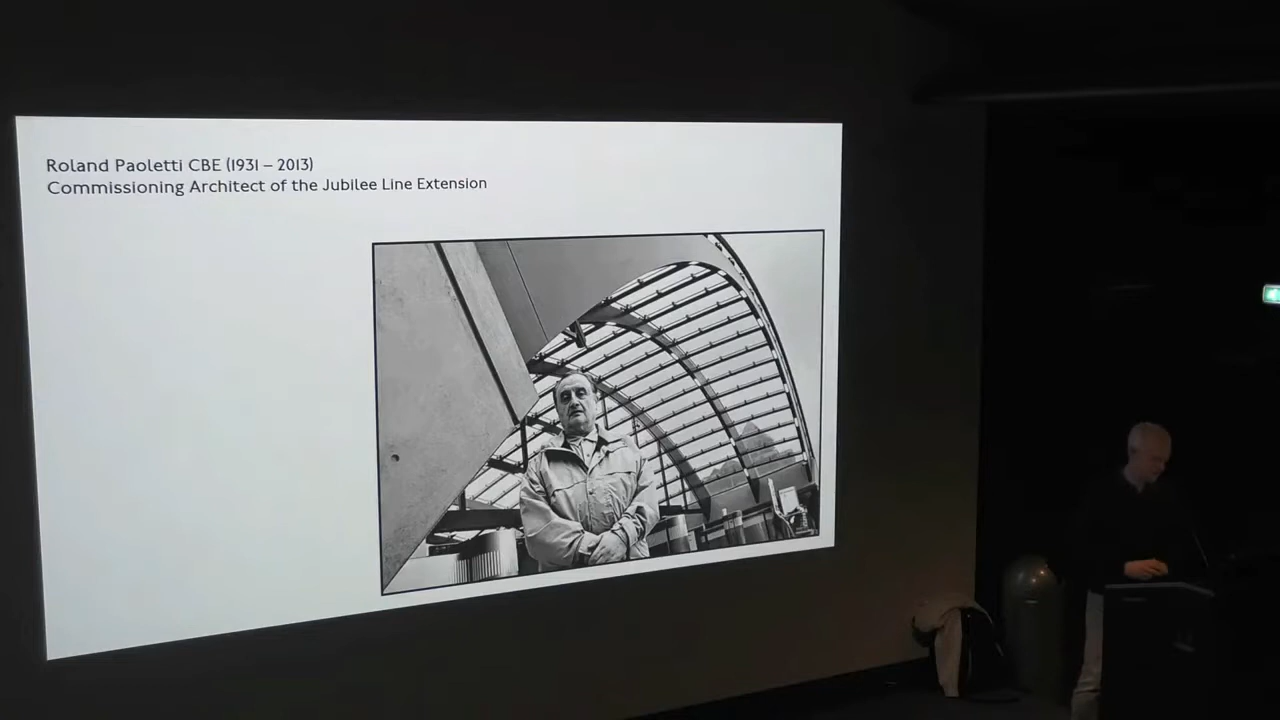 Roland Paoletti CBE (1931 – 2013)
Commissioning Architect of the Jubilee Line Extension